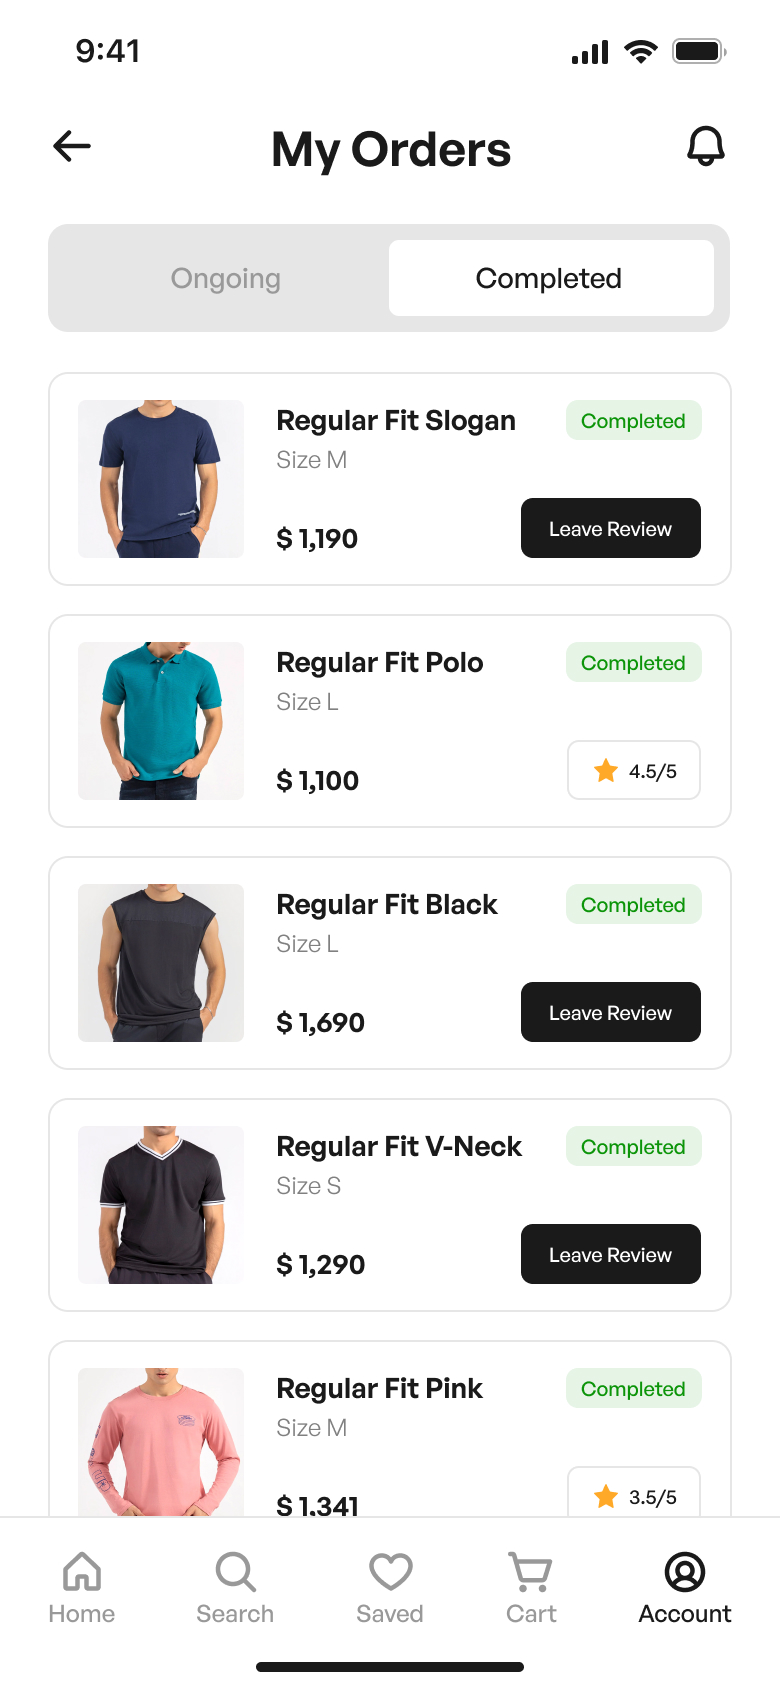 9:41
My Orders
Ongoing
Completed
Regular Fit Slogan
Completed
Size M
$ 1,190
Leave Review
Regular Fit Polo
Completed
Size L
$ 1,100
4.5/5
Regular Fit Black
Completed
Size L
$ 1,690
Leave Review
Regular Fit V-Neck
Completed
Size S
$ 1,290
Leave Review
Regular Fit Pink
Completed
Size M
$ 1,341
3.5/5
Home
Search
Saved
Cart
Account